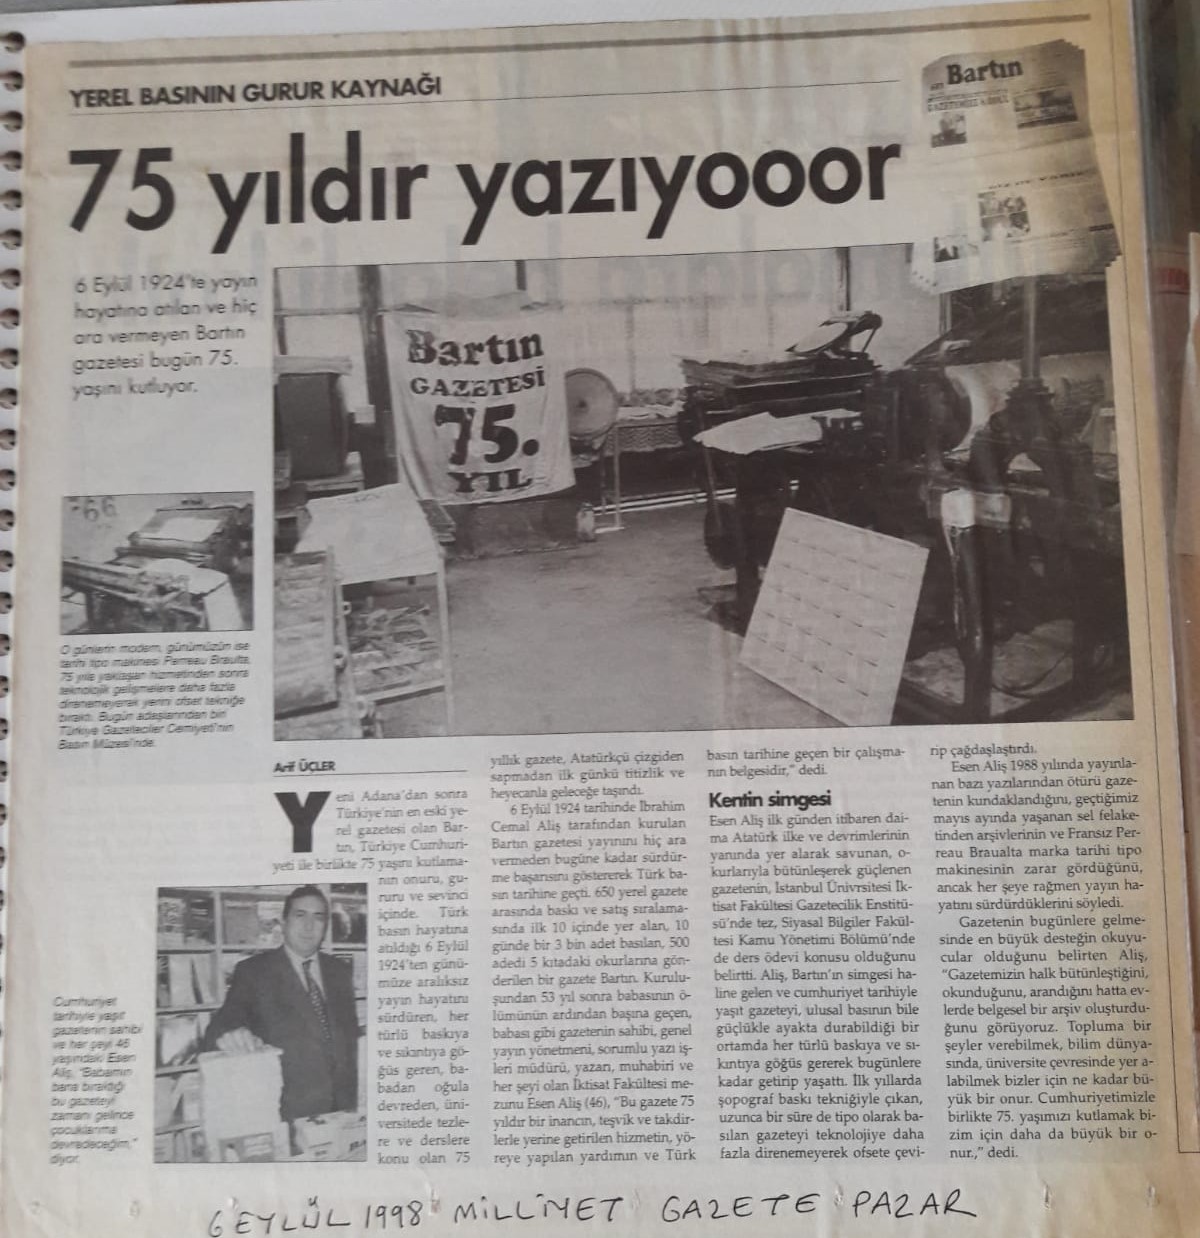 YEREL BASININ GURUR KAYNAĞI
Bartın
75 yıldır yazıyooor
6 Eylül 1924'te yayın
hayatına atılan ve hiç
ara vermeyen Bartın
gazetesi bugün 75.
yaşını kutluyor.
Bartın
GAZETESİ
75.
YIL
O günlerin modern, günümüzün ise
tarihi tipo makinesi Perreau Braulta,
75 yıla yaklaşan hizmetinden sonra
teknolojik gelişmelere daha fazla
direnemeyerek yerini ofset tekniğe
bıraktı. Bugün adaşlarından biri
Türkiye Gazeteciler Cemiyeti'nin
Basın Müzesi'nde.
Arif ÜÇLER
Yeni Adana'dan sonra
Türkiye'nin en eski ye-
rel gazetesi olan Bar-
tın, Türkiye Cumhuri-
yeti ile birlikte 75 yaşını kutlama-
nın onuru, gu-
ruru ve sevinci
içinde. Türk
basın hayatına
atıldığı 6 Eylül
1924'ten günü-
müze aralıksız
yayın hayatını
sürdüren, her
türlü baskıya
ve sıkıntıya gö-
ğüs geren, ba-
badan oğula
devreden, üni-
versitede tezle-
re ve derslere
konu olan 75
Cumhuriyet
tarihiyle yaşıt
gazetenin sahibi
ve her şeyi 46
yaşındaki Esen
Aliş, "Babamın
bana bıraktığı
bu gazeteyi
zamanı gelince
çocuklarıma
devredeceğim,"
diyor.
yıllık gazete, Atatürkçü çizgiden
sapmadan ilk günkü titizlik ve
heyecanla geleceğe taşındı.
6 Eylül 1924 tarihinde İbrahim
Cemal Aliş tarafından kurulan
Bartın gazetesi yayınını hiç ara
vermeden bugüne kadar sürdür-
me başarısını göstererek Türk ba-
sın tarihine geçti. 650 yerel gazete
arasında baskı ve satış sıralama-
sında ilk 10 içinde yer alan, 10
günde bir 3 bin adet basılan, 500
adedi 5 kıtadaki okurlarına gön-
derilen bir gazete Bartın. Kurulu-
şundan 53 yıl sonra babasının ö-
lümünün ardından başına geçen,
babası gibi gazetenin sahibi, genel
yayın yönetmeni, sorumlu yazı iş-
leri müdürü, yazarı, muhabiri ve
her şeyi olan İktisat Fakültesi me-
zunu Esen Aliş (46), "Bu gazete 75
yıldır bir inancın, teşvik ve takdir-
lerle yerine getirilen hizmetin, yö-
reye yapılan yardımın ve Türk
basın tarihine geçen bir çalışma-
nın belgesidir," dedi.
Kentin simgesi
Esen Aliş ilk günden itibaren dai-
ma Atatürk ilke ve devrimlerinin
yanında yer alarak savunan, o-
kurlarıyla bütünleşerek güçlenen
gazetenin, İstanbul Ünivrsitesi İk-
tisat Fakültesi Gazetecilik Enstitü-
sü'nde tez, Siyasal Bilgiler Fakül-
tesi Kamu Yönetimi Bölümü'nde
de ders ödevi konusu olduğunu
belirtti. Aliş, Bartın'ın simgesi ha-
line gelen ve cumhuriyet tarihiyle
yaşıt gazeteyi, ulusal basının bile
güçlükle ayakta durabildiği bir
ortamda her türlü baskıya ve sı-
kıntıya göğüs gererek bugünlere
kadar getirip yaşattı. İlk yıllarda
şopograf baskı tekniğiyle çıkan,
uzunca bir süre de tipo olarak ba-
sılan gazeteyi teknolojiye daha
fazla direnemeyerek ofsete çevi-
rip çağdaşlaştırdı.
Esen Aliş 1988 yılında yayınla-
nan bazı yazılarından ötürü gaze-
tenin kundaklandığını, geçtiğimiz
mayıs ayında yaşanan sel felake-
tinden arşivlerinin ve Fransız Per-
reau Braualta marka tarihi tipo
makinesinin zarar gördüğünü,
ancak her şeye rağmen yayın ha-
yatını sürdürdüklerini söyledi.
Gazetenin bugünlere gelme-
sinde en büyük desteğin okuyu-
cular olduğunu belirten Aliş,
"Gazetemizin halk bütünleştiğini,
okunduğunu, arandığını hatta ev-
lerde belgesel bir arşiv oluşturdu-
ğunu görüyoruz. Topluma bir
şeyler verebilmek, bilim dünya-
sında, üniversite çevresinde yer a-
labilmek bizler için ne kadar bü-
yük bir onur. Cumhuriyetimizle
birlikte 75. yaşımızı kutlamak bi-
zim için daha da büyük bir o-
nur.," dedi.
6 EYLÜL 1998 MİLLİYET GAZETE PAZAR